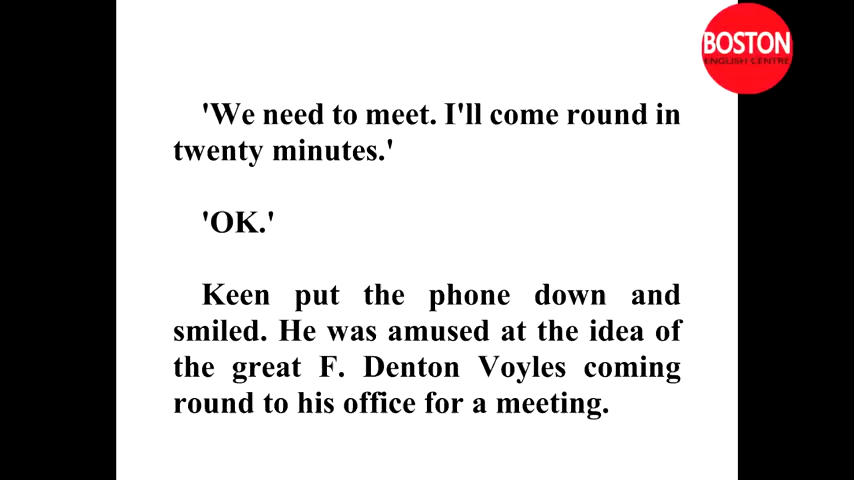 BOSTON
ENGLISH CENTRE
'We need to meet. I'll come round in
twenty minutes.'
'OK.'
Keen put the phone down and
smiled. He was amused at the idea of
the great F. Denton Voyles coming
round to his office for a meeting.